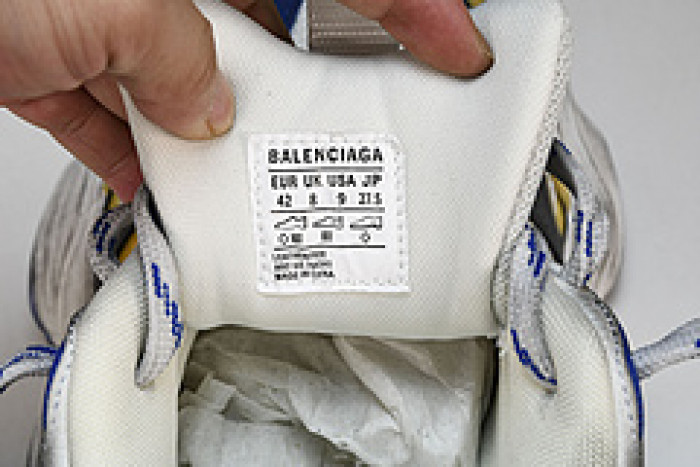 BALENCIAGA
EUR UK USA JP
42 8 9 27.5
MADE IN CHINA